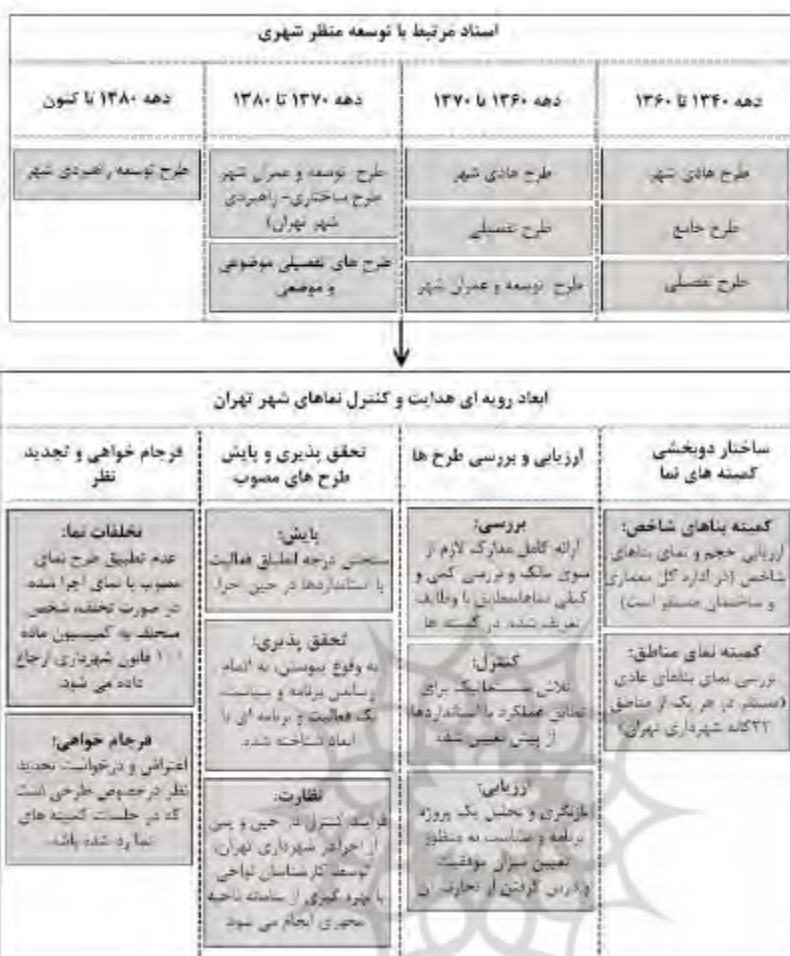 اسناد مرتبط با توسعه منظر شهری
دهه ۱۳۴۰ تا ۱۳۶۰
دهه ۱۳۶۰ تا ۱۳۷۰
دهه ۱۳۷۰ تا ۱۳۸۰
دهه ۱۳۸۰ تا کنون
طرح هادی شهر
طرح جامع
طرح تفصیلی
طرح هادی شهر
طرح تفصیلی
طرح توسعه و عمران شهر
طرح توسعه و عمران شهر
طرح ساختاری- راهبردی
شهر تهران)
طرح های تفصیلی موضوعی
و موضعی
طرح توسعه راهبردی شهر
ابعاد رویه ای هدایت و کنترل نماهای شهر تهران
ساختار دوبخشی
کمیته های نما
ارزیابی و بررسی طرح ها
تحقق پذیری و پایش
طرح های مصوب
فرجام خواهی و تجدید
نظر
کمیته بناهای شاخص:
ارزیابی حجم و نمای بناهای
شاخص (در اداره کل معماری
و ساختمان مستقر است)
کمیته نمای مناطق:
بررسی نمای بناهای عادی
(مستقر در هر یک از مناطق
۲۲گانه شهرداری تهران)
بررسی:
ارائه کامل مدارک لازم از
سوی مالک و بررسی کمی و
کیفی نماهامطابق با وظایف
تعریف شده در کمیته ها
کنترل:
تلاش سیستماتیک برای
تطابق عملکرد با استانداردها
از پیش تعیین شده
ارزیابی:
بازنگری و تحلیل یک پروژه
برنامه و سیاست به منظور
تعیین میزان موفقیت
و درس گرفتن از تجارب آن
پایش:
سنجش درجه انطباق فعالیت
با استانداردها در حین اجرا
تحقق پذیری:
به وقوع پیوستن، به اتمام
رساندن برنامه و سیاست،
یک فعالیت و برنامه ای با
ابعاد شناخته شده
نظارت:
فرایند کنترل در حین و پس
از اجرا در شهرداری تهران،
توسط کارشناسان نواحی
با بهره گیری از سامانه ناحیه
محوری انجام می شود
تخلفات نما:
عدم تطبیق طرح نمای
مصوب با نمای اجرا شده.
در صورت تخلف، شخص
متخلف به کمیسیون ماده
۱۰۰ قانون شهرداری ارجاع
داده می شود.
فرجام خواهی:
اعتراض و درخواست تجدید
نظر درخصوص طرحی است
که در جلسات کمیته های
نما رد شده باشد.